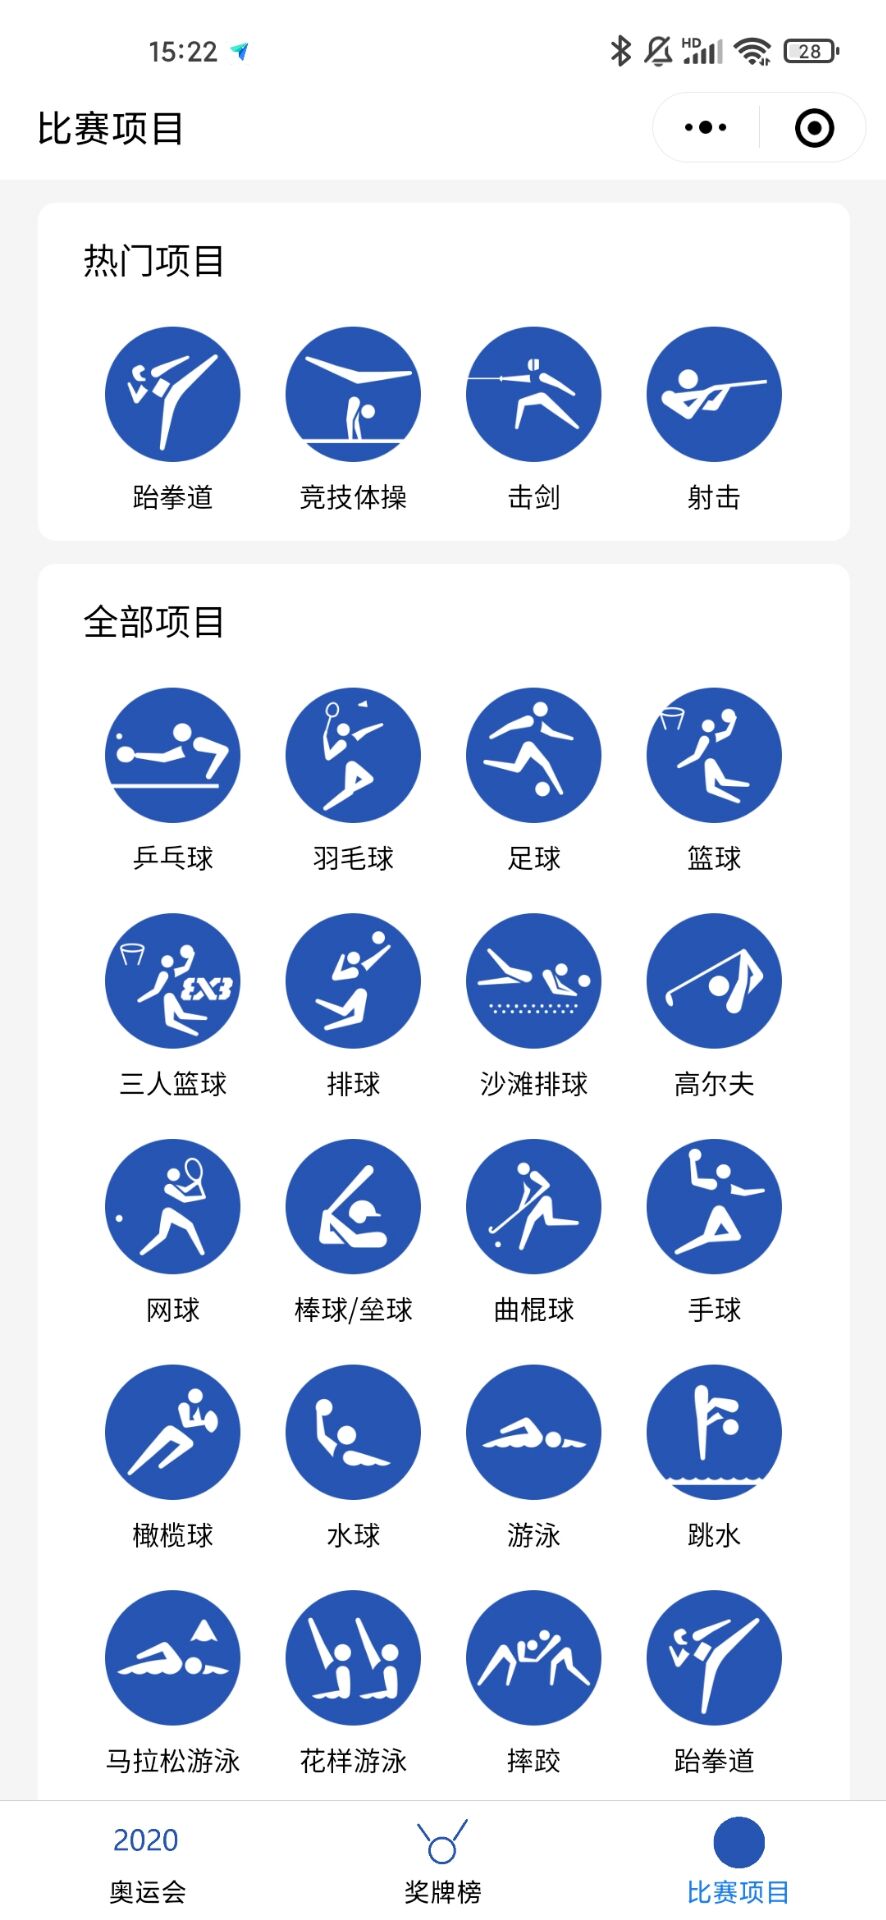 15:22
HD
28
比赛项目
热门项目
跆拳道 竞技体操 击剑 射击
全部项目
乒乓球 羽毛球 足球 篮球
3X3
三人篮球 排球 沙滩排球 高尔夫
网球 棒球/垒球 曲棍球 手球
橄榄球 水球 游泳 跳水
马拉松游泳 花样游泳 摔跤 跆拳道
2020
奥运会 奖牌榜 比赛项目